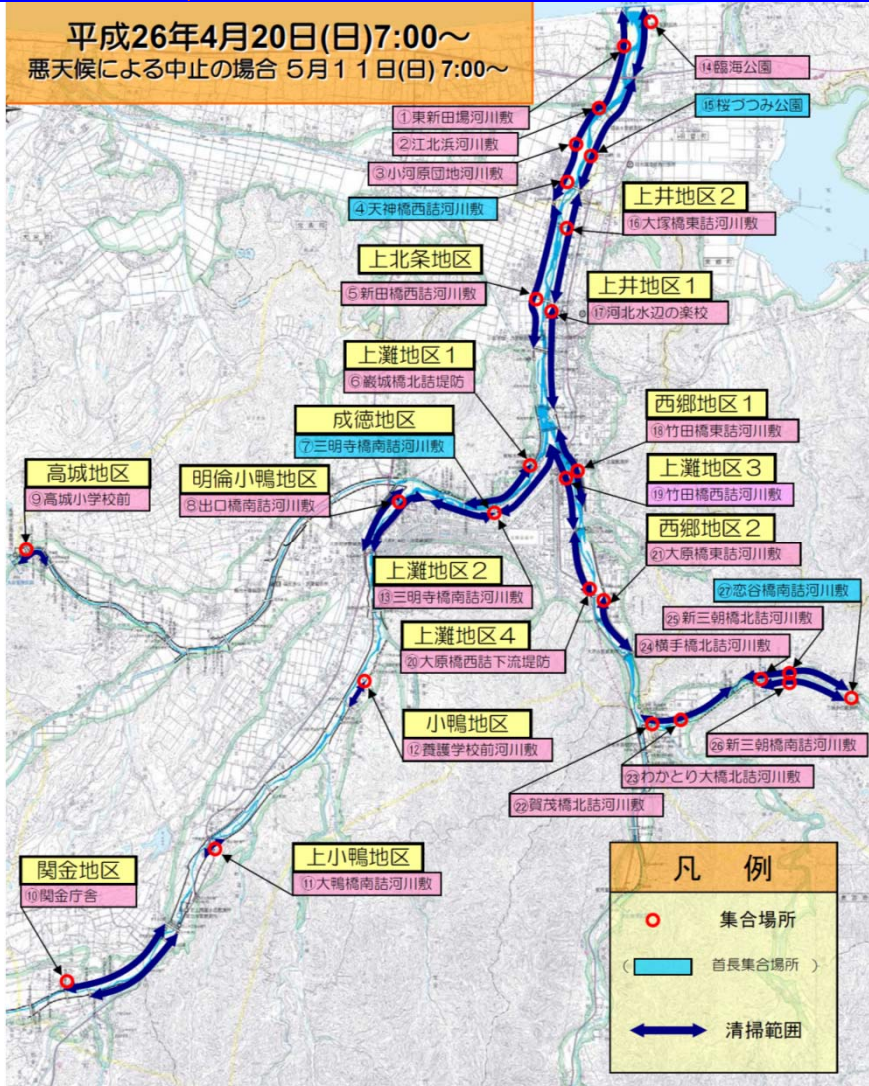 平成26年4月20日(日)7:00～
悪天候による中止の場合 5月11日(日) 7:00～
⑭臨海公園
①東新田場河川敷
⑮桜づつみ公園
②江北浜河川敷
③小河原団地河川敷
④天神橋西詰河川敷
上井地区2
⑯大塚橋東詰河川敷
上北条地区
⑤新田橋西詰河川敷
上井地区1
⑰河北水辺の楽校
上灘地区1
⑥巌城橋北詰堤防
成徳地区
⑦三明寺橋南詰河川敷
西郷地区1
⑱竹田橋東詰河川敷
高城地区
⑨高城小学校前
明倫小鴨地区
⑧出口橋南詰河川敷
上灘地区3
⑲竹田橋西詰河川敷
西郷地区2
㉑大原橋東詰河川敷
上灘地区2
⑬三明寺橋南詰河川敷
㉗恋谷橋南詰河川敷
㉕新三朝橋北詰河川敷
㉔横手橋北詰河川敷
上灘地区4
⑳大原橋西詰下流堤防
小鴨地区
⑫養護学校前河川敷
㉖新三朝橋南詰河川敷
㉓わかとり大橋北詰河川敷
㉒賀茂橋北詰河川敷
上小鴨地区
⑪大鴨橋南詰河川敷
関金地区
⑩関金庁舎
凡 例
集合場所
( 首長集合場所 )
清掃範囲